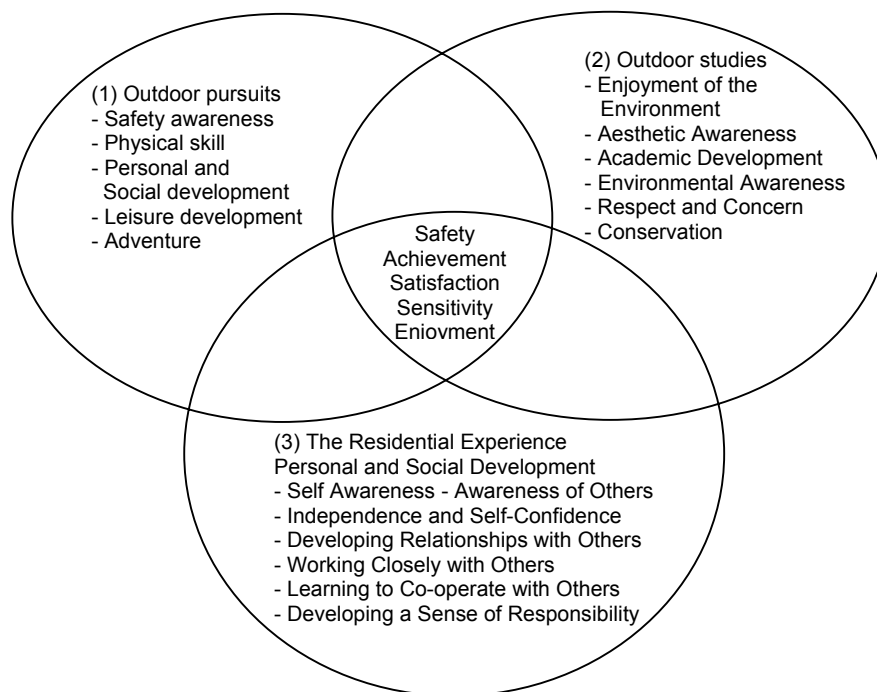 (1) Outdoor pursuits
- Safety awareness
- Physical skill
- Personal and
Social development
- Leisure development
- Adventure
(2) Outdoor studies
- Enjoyment of the
Environment
- Aesthetic Awareness
- Academic Development
- Environmental Awareness
- Respect and Concern
- Conservation
Safety
Achievement
Satisfaction
Sensitivity
Eniovment
(3) The Residential Experience
Personal and Social Development
- Self Awareness - Awareness of Others
- Independence and Self-Confidence
- Developing Relationships with Others
- Working Closely with Others
- Learning to Co-operate with Others
- Developing a Sense of Responsibility